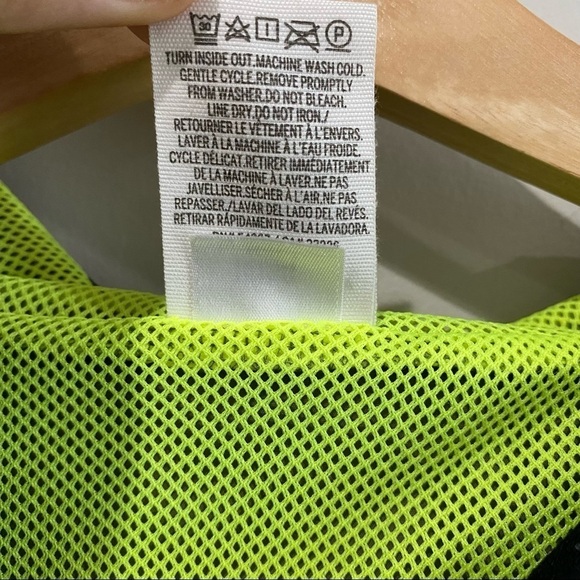 30 P
TURN INSIDE OUT.MACHINE WASH COLD.
GENTLE CYCLE.REMOVE PROMPTLY
FROM WASHER.DO NOT BLEACH.
LINE DRY.DO NOT IRON./
RETOURNER LE VÊTEMENT À L'ENVERS.
LAVER À LA MACHINE À L'EAU FROIDE.
CYCLE DÉLICAT.RETIRER IMMÉDIATEMENT
DE LA MACHINE À LAVER.NE PAS
JAVELLISER.SÉCHER À L'AIR.NE PAS
REPASSER./LAVAR DEL LADO DEL REVÉS.
RETIRAR RÁPIDAMENTE DE LA LAVADORA.